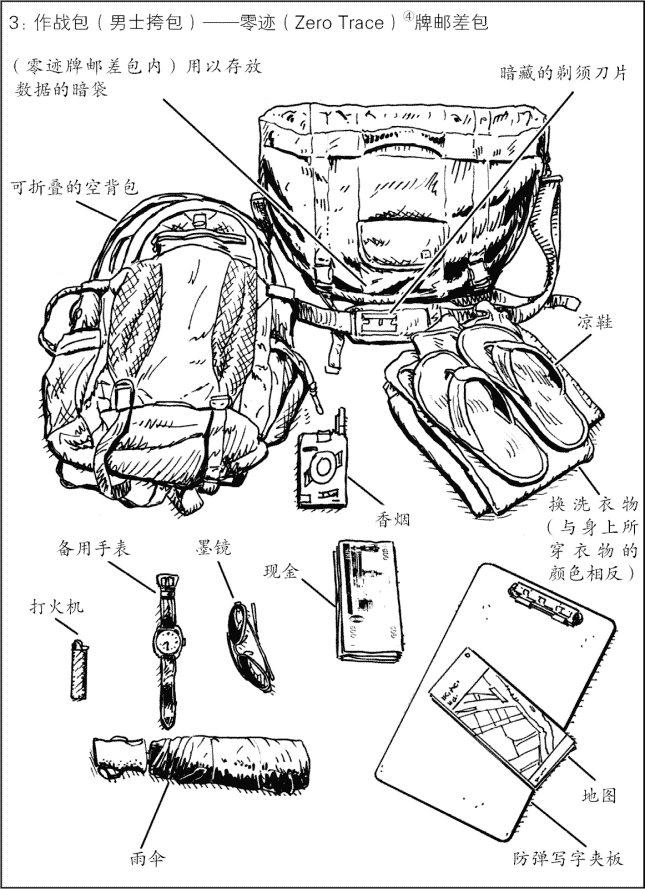 3: 作战包（男士挎包）——零迹（Zero Trace）④牌邮差包
（零迹牌邮差包内）用以存放
数据的暗袋
暗藏的剃须刀片
可折叠的空背包
凉鞋
香烟
换洗衣物
（与身上所
穿衣物的
颜色相反）
备用手表
墨镜
现金
打火机
地图
雨伞
防弹写字夹板